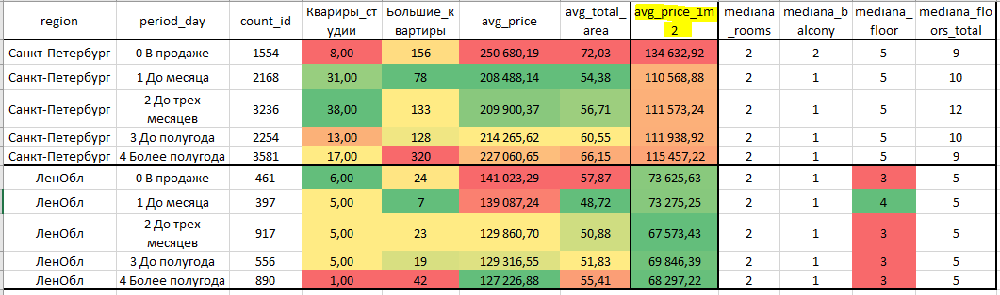 region period_day count_id Квариры_студии Большие_квартиры avg_price avg_total_area avg_price_1m2 mediana_rooms mediana_balcony mediana_floor mediana_floors_total
Санкт-Петербург 0 В продаже 1554 8,00 156 250 680,19 72,03 134 632,92 2 2 5 9
Санкт-Петербург 1 До месяца 2168 31,00 78 208 488,14 54,38 110 568,88 2 1 5 10
Санкт-Петербург 2 До трех месяцев 3236 38,00 133 209 900,37 56,71 111 573,24 2 1 5 12
Санкт-Петербург 3 До полугода 2254 13,00 128 214 265,62 60,55 111 938,92 2 1 5 10
Санкт-Петербург 4 Более полугода 3581 17,00 320 227 060,65 66,15 115 457,22 2 1 5 9
ЛенОбл 0 В продаже 461 6,00 24 141 023,29 57,87 73 625,63 2 1 3 5
ЛенОбл 1 До месяца 397 5,00 7 139 087,24 48,72 73 275,25 2 1 4 5
ЛенОбл 2 До трех месяцев 917 5,00 23 129 860,70 50,88 67 573,43 2 1 3 5
ЛенОбл 3 До полугода 556 5,00 19 129 316,55 51,83 69 846,39 2 1 3 5
ЛенОбл 4 Более полугода 890 1,00 42 127 226,88 55,41 68 297,22 2 1 3 5